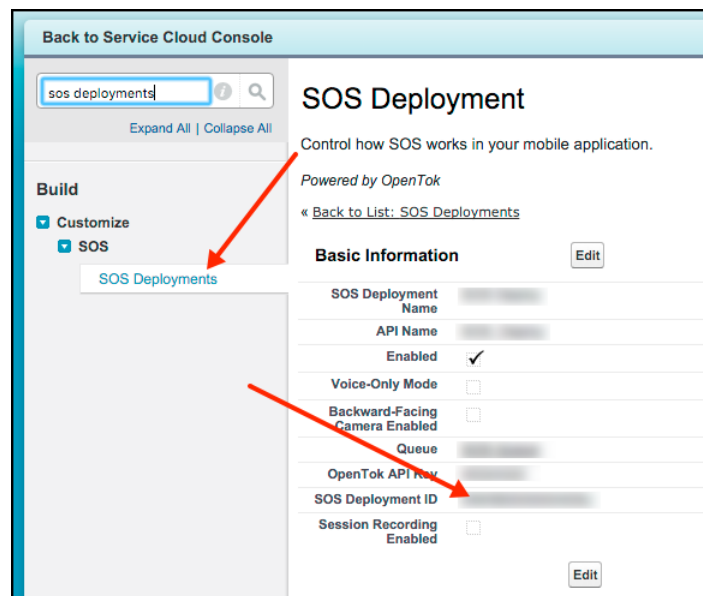 Back to Service Cloud Console
sos deployments
Expand All | Collapse All
Build
Customize
SOS
SOS Deployments
SOS Deployment
Control how SOS works in your mobile application.
Powered by OpenTok
« Back to List: SOS Deployments
Basic Information
Edit
SOS Deployment
Name
API Name
Enabled
Voice-Only Mode
Backward-Facing
Camera Enabled
Queue
OpenTok API Key
SOS Deployment ID
Session Recording
Enabled
Edit